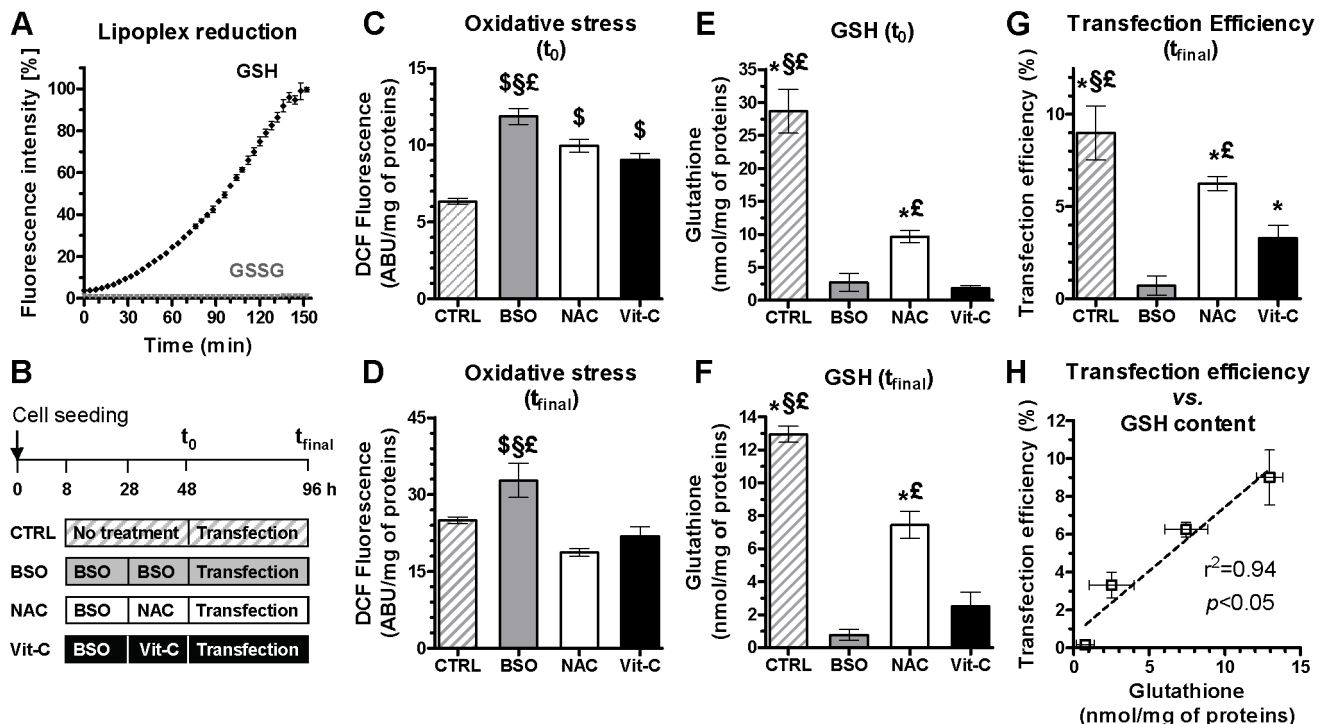 A
Lipoplex reduction
Fluorescence intensity [%]
100
80
60
40
20
0
GSH
GSSG
0 30 60 90 120 150
Time (min)
B
Cell seeding
t0
tfinal
0 8 28 48 96 h
CTRL No treatment Transfection
BSO BSO BSO Transfection
NAC BSO NAC Transfection
Vit-C BSO Vit-C Transfection
C
Oxidative stress
(t0)
DCF Fluorescence
(ABU/mg of proteins)
15
10
5
0
$§£
$
$
CTRL BSO NAC Vit-C
D
Oxidative stress
(tfinal)
DCF Fluorescence
(ABU/mg of proteins)
45
30
15
0
$§£
CTRL BSO NAC Vit-C
E
GSH (t0)
Glutathione
(nmol/mg of proteins)
35
30
25
20
15
10
5
0
*§£
*£
CTRL BSO NAC Vit-C
F
GSH (tfinal)
Glutathione
(nmol/mg of proteins)
14
12
10
8
6
4
2
0
*§£
*£
CTRL BSO NAC Vit-C
G
Transfection Efficiency
(tfinal)
Transfection efficiency (%)
10
5
0
*§£
*£
*
CTRL BSO NAC Vit-C
H
Transfection efficiency
vs.
GSH content
Transfection efficiency (%)
12
10
8
6
4
2
0
r2=0.94
p<0.05
0 5 10 15
Glutathione
(nmol/mg of proteins)